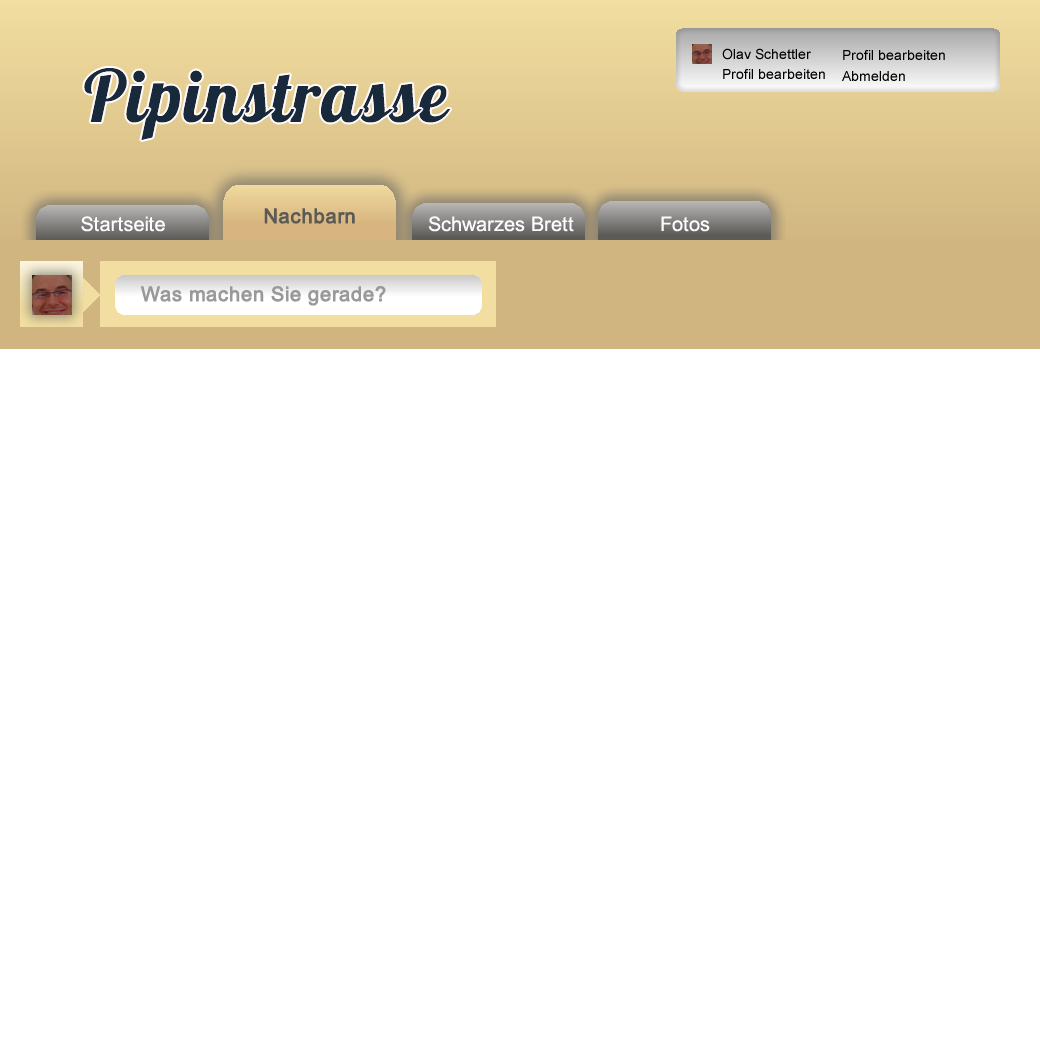 Pipinstrasse
Olav Schettler
Profil bearbeiten
Profil bearbeiten
Abmelden
Startseite
Nachbarn
Schwarzes Brett
Fotos
Was machen Sie gerade?